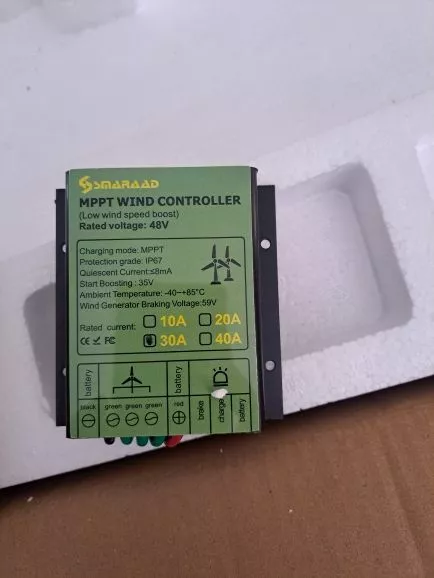 SMARAAD
MPPT WIND CONTROLLER
(Low wind speed boost)
Rated voltage: 48V
Charging mode: MPPT
Protection grade: IP67
Quiescent Current:≤8mA
Start Boosting : 35V
Ambient Temperature: -40~+85°C
Wind Generator Braking Voltage:59V
Rated current: 10A 20A
CE FC 30A 40A
battery battery
black green green green red brake charge battery